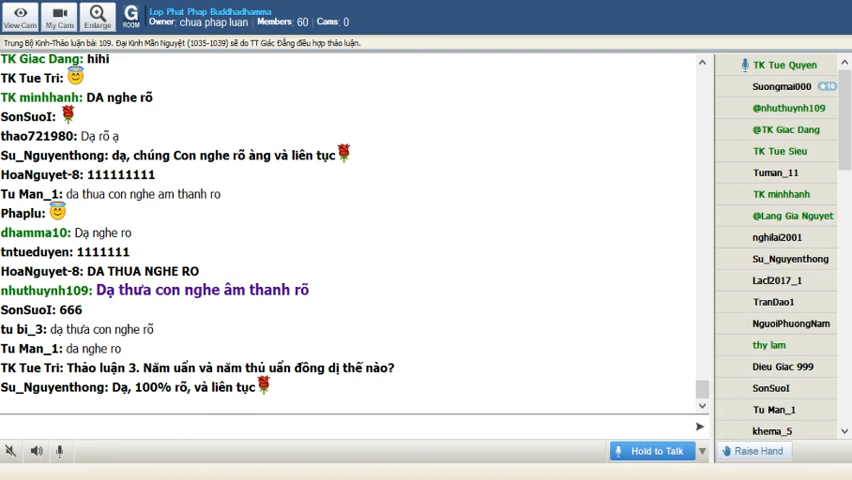 View Cam
My Cam
Enlarge
G
ROOM
Lop Phat Phap Buddhadhamma
Owner: chua phap luan Members: 60 Cams: 0
Trung Bộ Kinh-Thảo luận bài 109. Đại Kinh Mãn Nguyệt (1035-1039) sẽ do TT Giác Đẳng điều hợp thảo luận.
TK Giac Dang: hihi
TK Tue Tri:
TK minhhanh: DA nghe rõ
SonSuoI:
thao721980: Dạ rõ ạ
Su_Nguyenthong: dạ, chúng Con nghe rõ àng và liên tục
HoaNguyet-8: 111111111
Tu Man_1: da thua con nghe am thanh ro
Phaplu:
dhamma10: Dạ nghe ro
tntueduyen: 1111111
HoaNguyet-8: DA THUA NGHE RO
nhuthuynh109: Dạ thưa con nghe âm thanh rõ
SonSuoI: 666
tu bi_3: dạ thưa con nghe rõ
Tu Man_1: da nghe ro
TK Tue Tri: Thảo luận 3. Năm uẩn và năm thủ uẩn đồng dị thế nào?
Su_Nguyenthong: Dạ, 100% rõ, và liên tục
Hold to Talk
TK Tue Quyen
Suongmai000 10
@nhuthuynh109
@TK Giac Dang
TK Tue Sieu
Tuman_11
TK minhhanh
@Lang Gia Nguyet
nghilai2001
Su_Nguyenthong
Lacl2017_1
TranDao1
NguoiPhuongNam
thy lam
Dieu Giac 999
SonSuoI
Tu Man_1
khema_5
Raise Hand